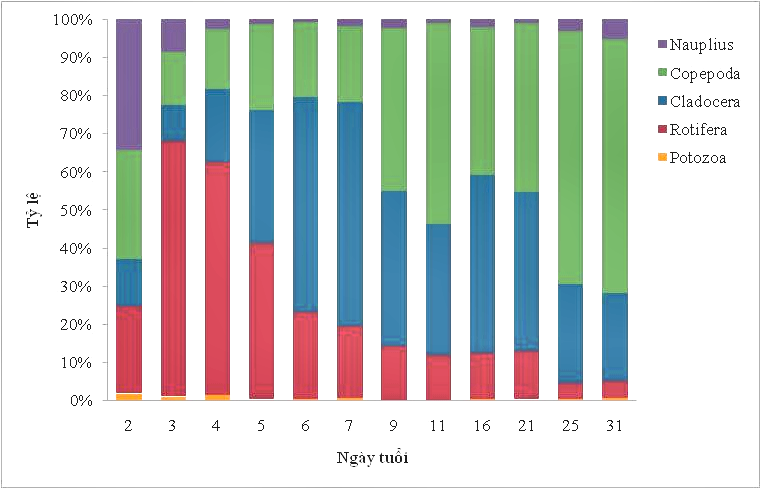 100%
90%
80%
70%
60%
50%
40%
30%
20%
10%
0%
Tỷ lệ
2 3 4 5 6 7 9 11 16 21 25 31
Ngày tuổi
Nauplius
Copepoda
Cladocera
Rotifera
Potozoa